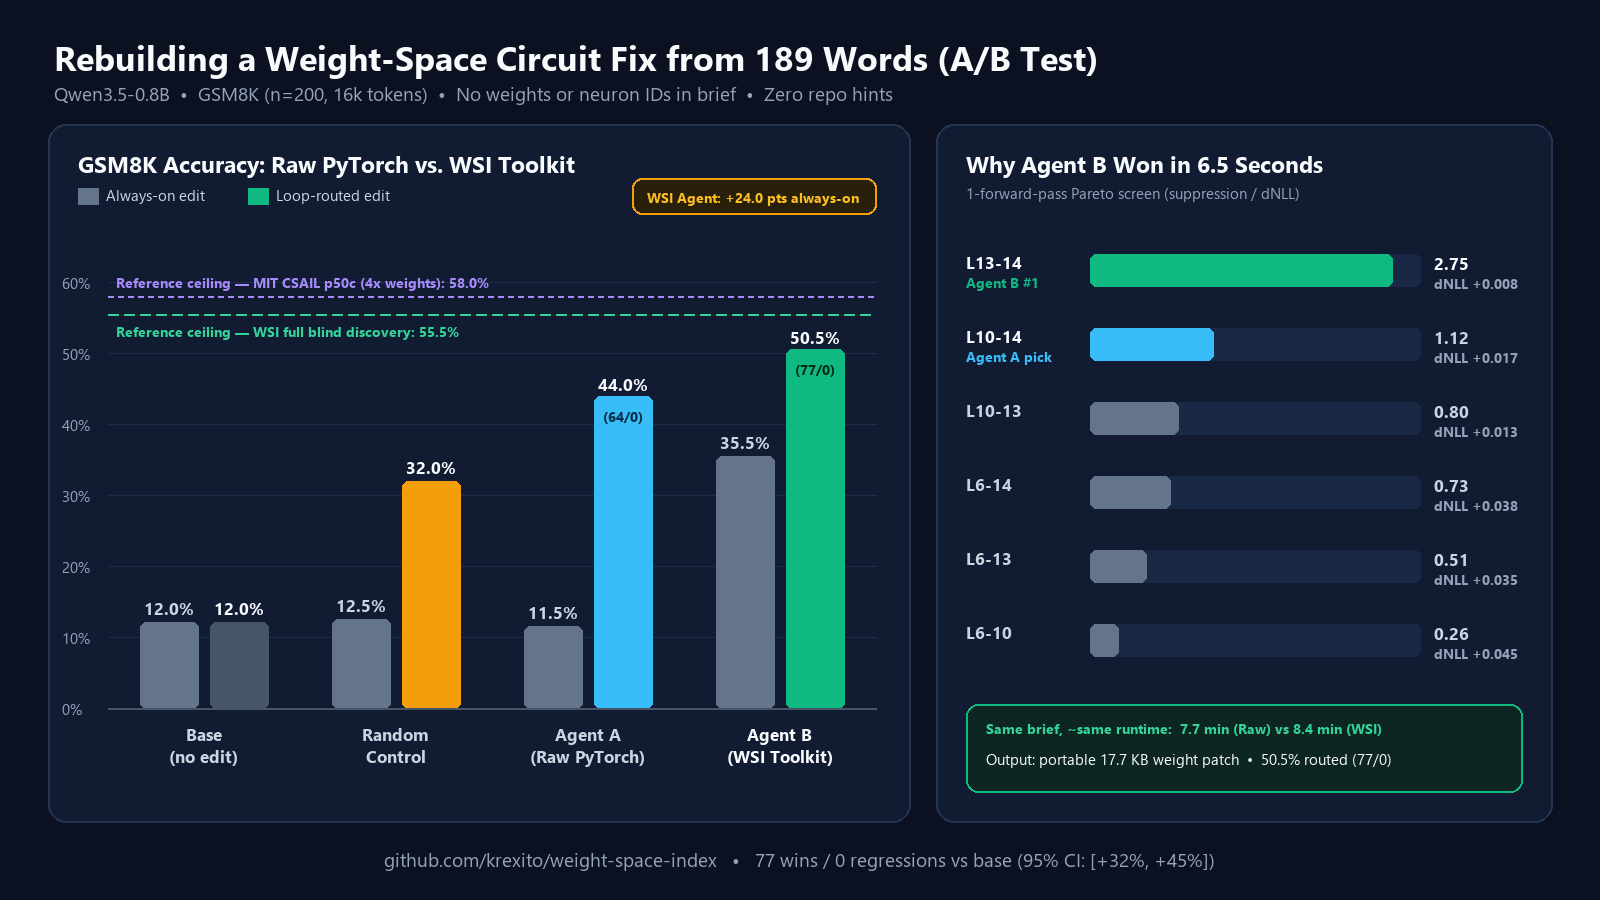 Rebuilding a Weight-Space Circuit Fix from 189 Words (A/B Test)
Qwen3.5-0.8B • GSM8K (n=200, 16k tokens) • No weights or neuron IDs in brief • Zero repo hints
GSM8K Accuracy: Raw PyTorch vs. WSI Toolkit
Always-on edit
Loop-routed edit
WSI Agent: +24.0 pts always-on
60%
50%
40%
30%
20%
10%
0%
Reference ceiling — MIT CSAIL p50c (4x weights): 58.0%
Reference ceiling — WSI full blind discovery: 55.5%
12.0%
12.0%
12.5%
32.0%
11.5%
44.0%
(64/0)
35.5%
50.5%
(77/0)
Base
(no edit)
Random
Control
Agent A
(Raw PyTorch)
Agent B
(WSI Toolkit)
Why Agent B Won in 6.5 Seconds
1-forward-pass Pareto screen (suppression / dNLL)
L13-14
Agent B #1
2.75
dNLL +0.008
L10-14
Agent A pick
1.12
dNLL +0.017
L10-13
0.80
dNLL +0.013
L6-14
0.73
dNLL +0.038
L6-13
0.51
dNLL +0.035
L6-10
0.26
dNLL +0.045
Same brief, ~same runtime: 7.7 min (Raw) vs 8.4 min (WSI)
Output: portable 17.7 KB weight patch • 50.5% routed (77/0)
github.com/krexito/weight-space-index • 77 wins / 0 regressions vs base (95% CI: [+32%, +45%])